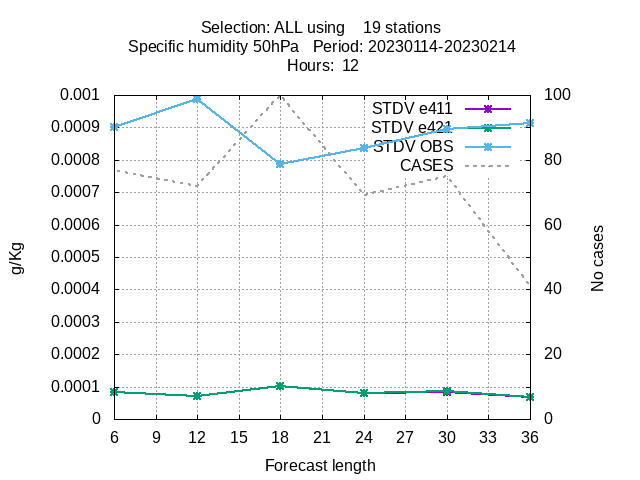 Selection: ALL using    19 stations
Specific humidity 50hPa   Period: 20230114-20230214
Hours:  12
STDV e411
STDV e421
STDV OBS
CASES
0.001
0.0009
0.0008
0.0007
0.0006
0.0005
0.0004
0.0003
0.0002
0.0001
0
100
80
60
40
20
0
g/Kg
No cases
6 9 12 15 18 21 24 27 30 33 36
Forecast length